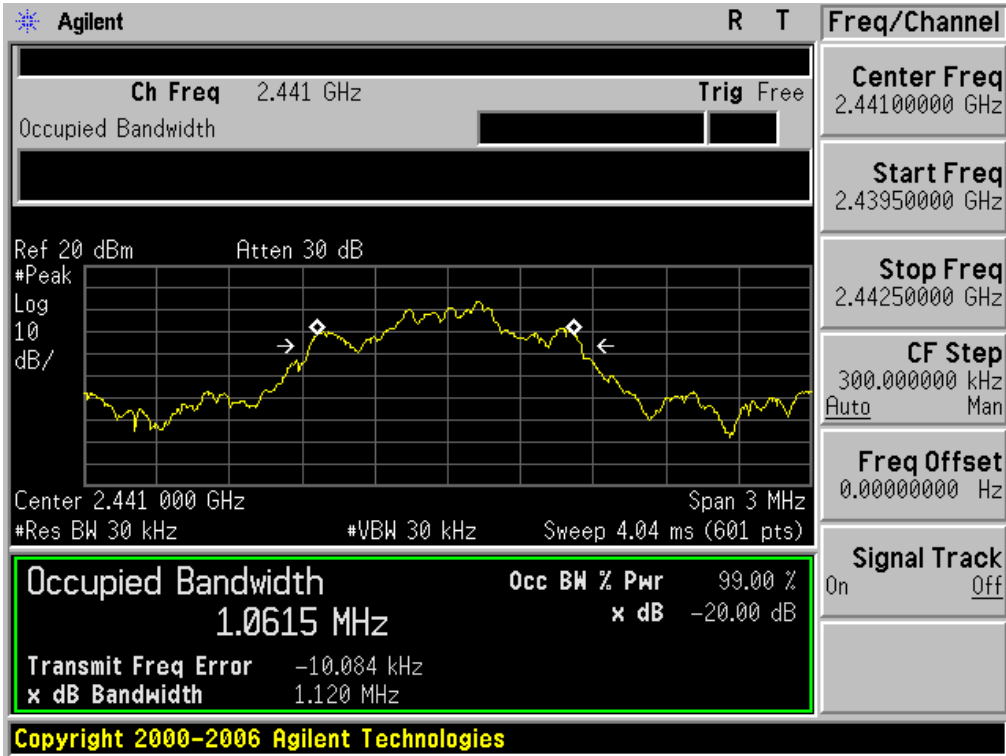 Agilent R T
Freq/Channel
Ch Freq 2.441 GHz Trig Free
Occupied Bandwidth
Center Freq
2.44100000 GHz
Start Freq
2.43950000 GHz
Stop Freq
2.44250000 GHz
CF Step
300.000000 kHz
Auto Man
Freq Offset
0.00000000 Hz
Signal Track
On Off
Ref 20 dBm Atten 30 dB
#Peak
Log
10
dB/
Center 2.441 000 GHz Span 3 MHz
#Res BW 30 kHz #VBW 30 kHz Sweep 4.04 ms (601 pts)
Occupied Bandwidth Occ BW % Pwr 99.00 %
1.0615 MHz x dB -20.00 dB
Transmit Freq Error -10.084 kHz
x dB Bandwidth 1.120 MHz
Copyright 2000-2006 Agilent Technologies